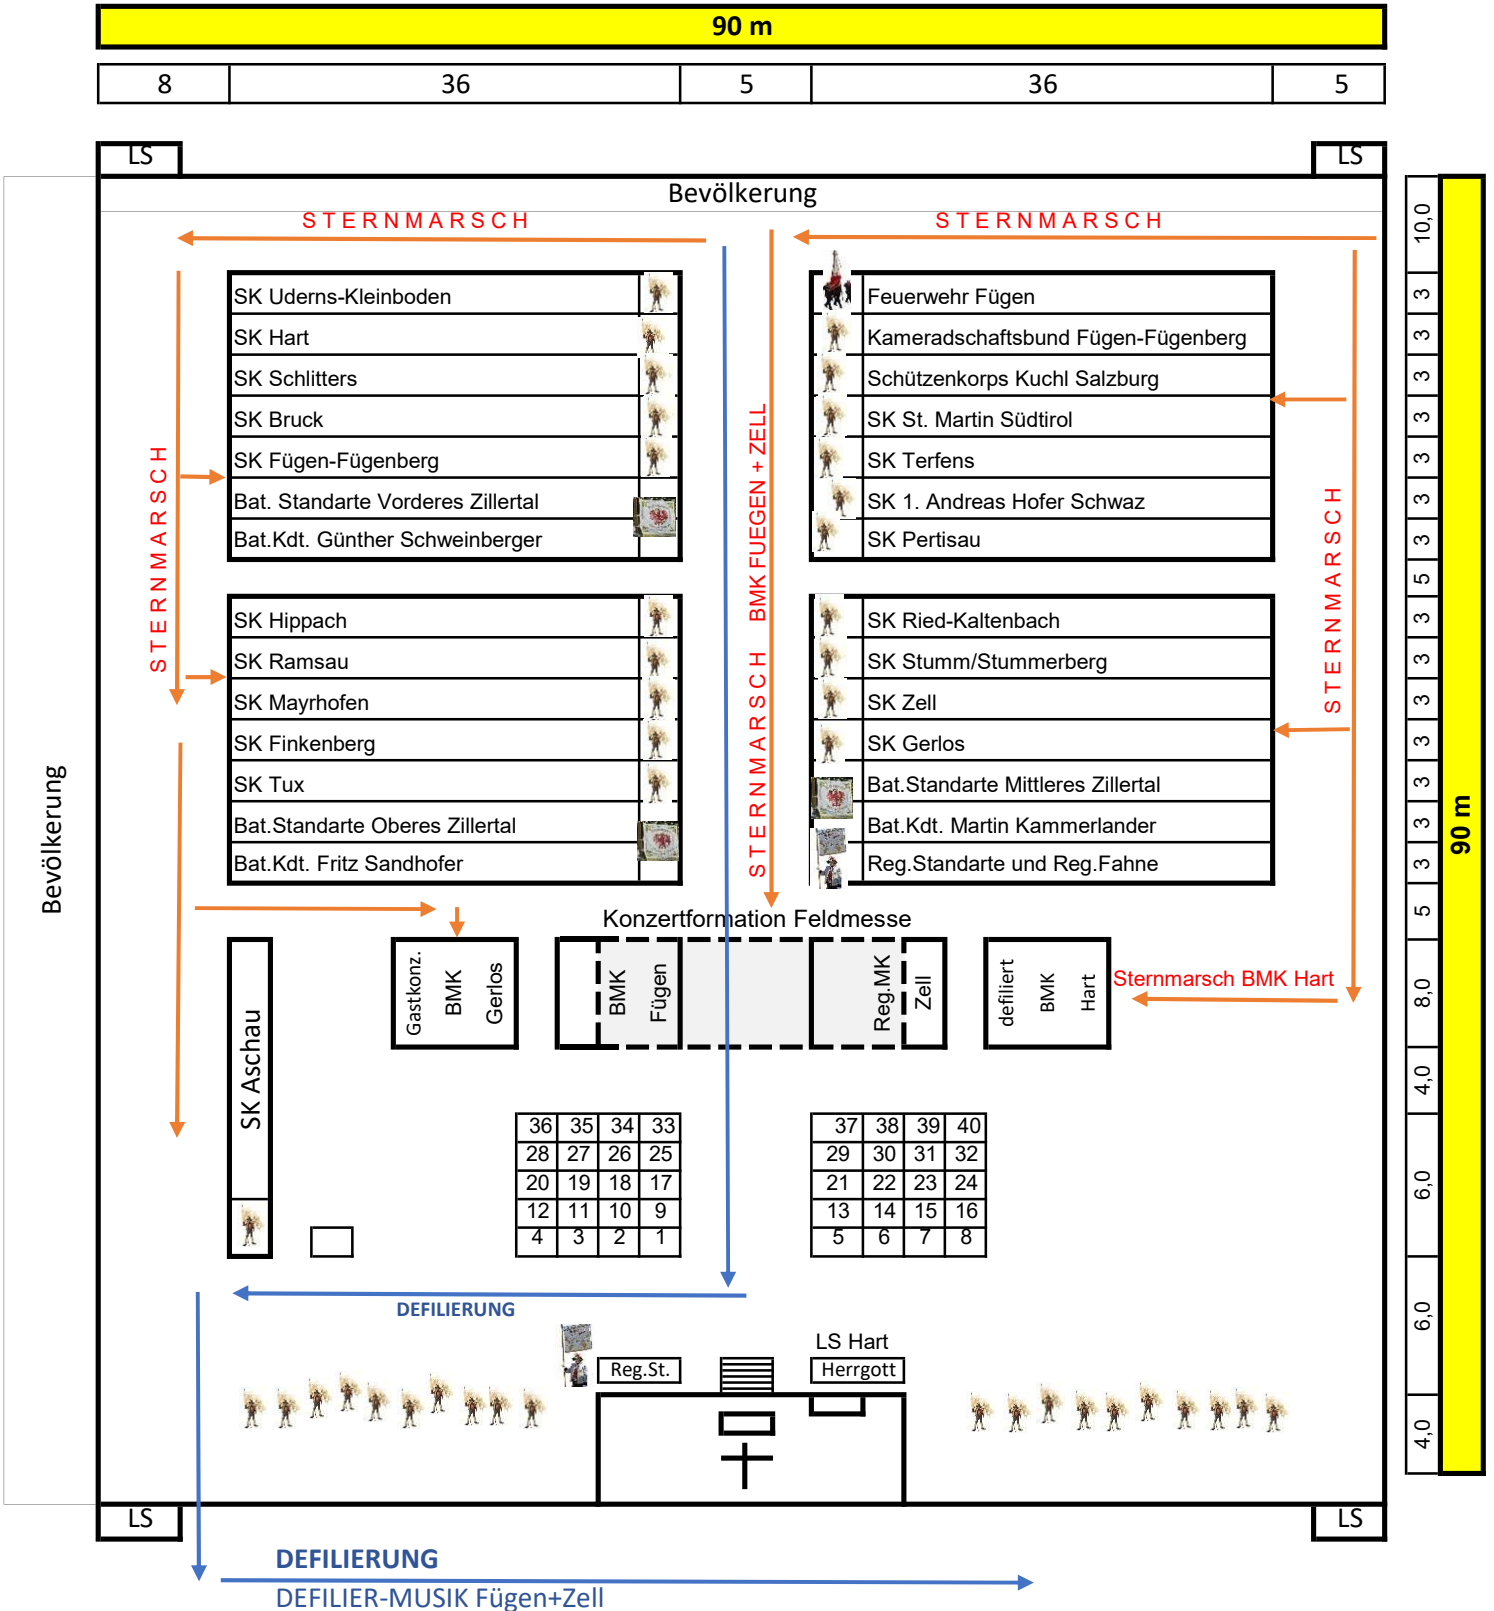 90 m
8 36 5 36 5
LS LS
Bevölkerung
STERNMARSCH STERNMARSCH
SK Uderns-Kleinboden
SK Hart
SK Schlitters
SK Bruck
SK Fügen-Fügenberg
Bat. Standarte Vorderes Zillertal
Bat.Kdt. Günther Schweinberger
Feuerwehr Fügen
Kameradschaftsbund Fügen-Fügenberg
Schützenkorps Kuchl Salzburg
SK St. Martin Südtirol
SK Terfens
SK 1. Andreas Hofer Schwaz
SK Pertisau
SK Hippach
SK Ramsau
SK Mayrhofen
SK Finkenberg
SK Tux
Bat.Standarte Oberes Zillertal
Bat.Kdt. Fritz Sandhofer
SK Ried-Kaltenbach
SK Stumm/Stummerberg
SK Zell
SK Gerlos
Bat.Standarte Mittleres Zillertal
Bat.Kdt. Martin Kammerlander
Reg.Standarte und Reg.Fahne
STERNMARSCH
STERNMARSCH BMK FUEGEN + ZELL
STERNMARSCH
Bevölkerung
10,0
3
3
3
3
3
3
3
5
3
3
3
3
3
3
3
5
8,0
4,0
6,0
6,0
4,0
90 m
Konzertformation Feldmesse
SK Aschau
Gastkonz.
BMK
Gerlos
BMK
Fügen
Reg.MK
Zell
defiliert
BMK
Hart
Sternmarsch BMK Hart
36 35 34 33
28 27 26 25
20 19 18 17
12 11 10 9
4 3 2 1
37 38 39 40
29 30 31 32
21 22 23 24
13 14 15 16
5 6 7 8
DEFILIERUNG
LS Hart
Reg.St. Herrgott
LS LS
DEFILIERUNG
DEFILIER-MUSIK Fügen+Zell